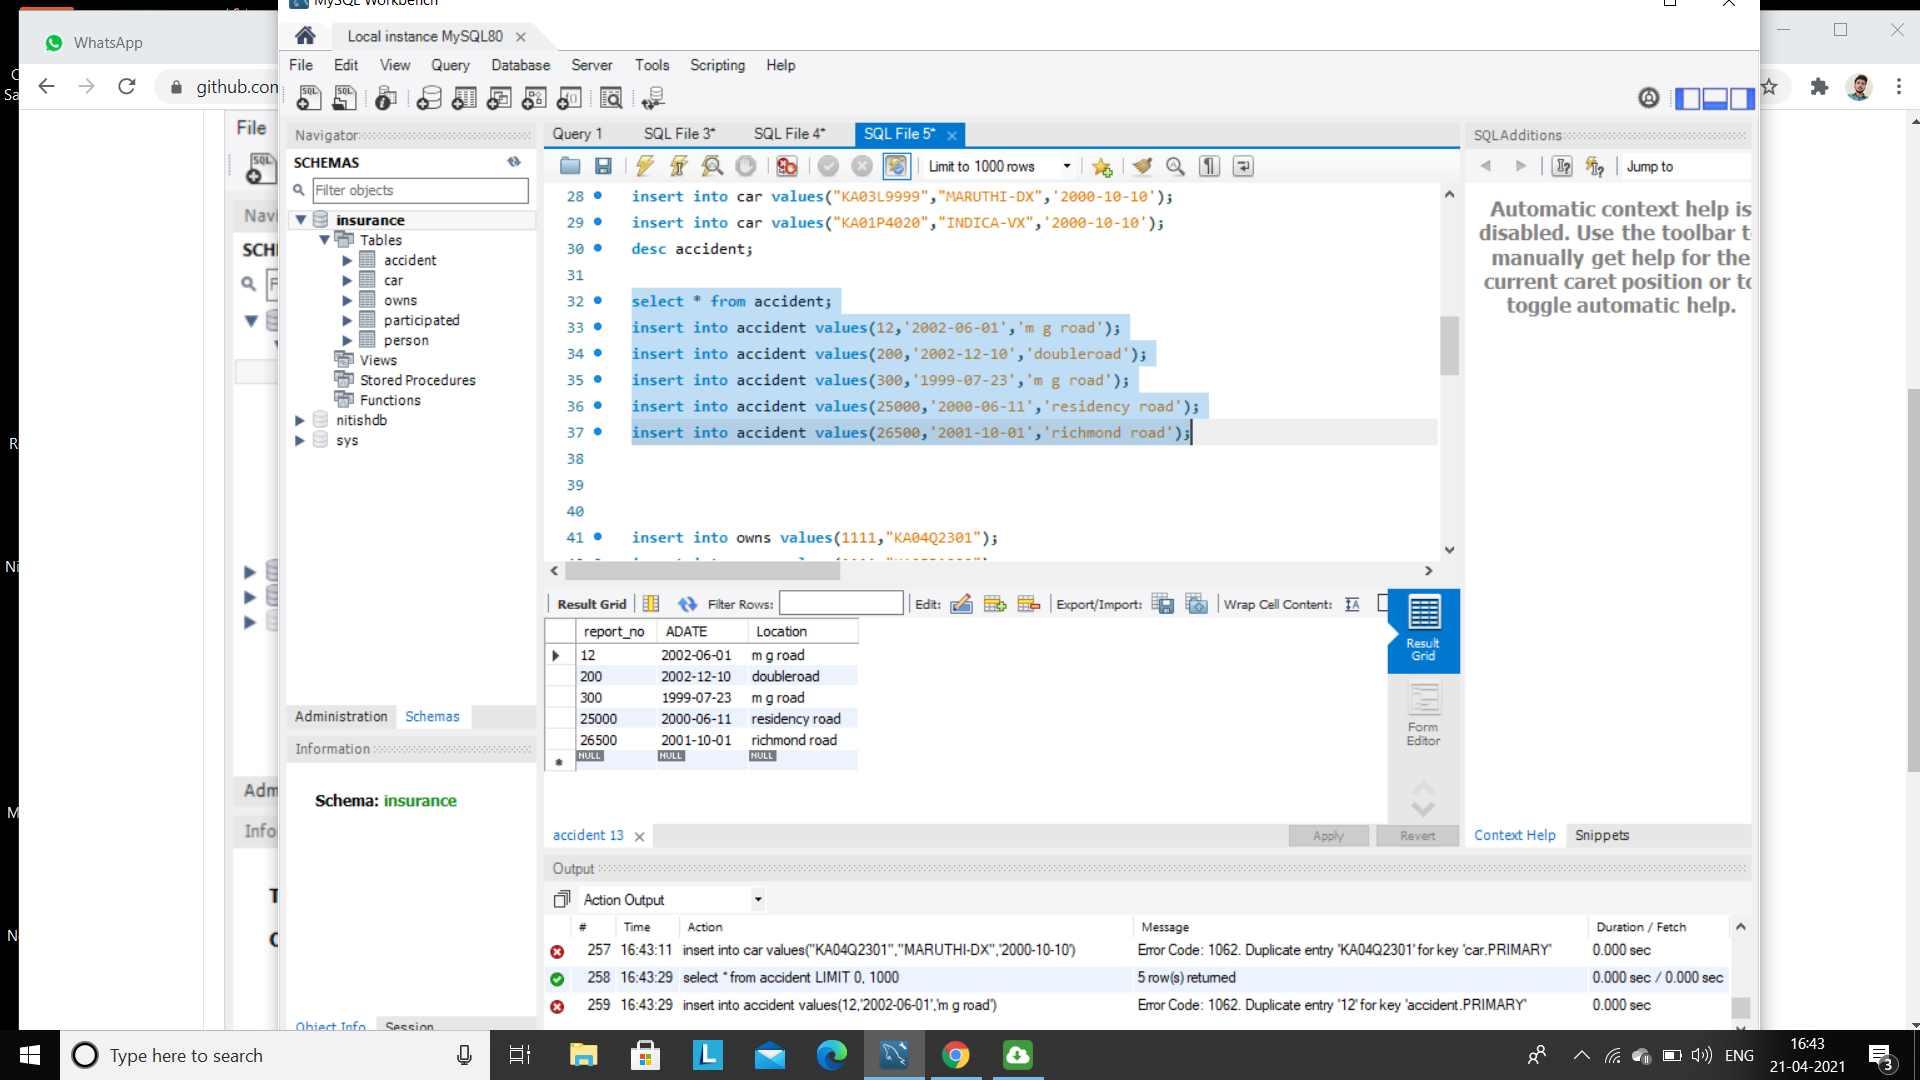 MySQL Workbench
WhatsApp
Local instance MySQL80
github.com
File Edit View Query Database Server Tools Scripting Help
File
Navigator
Query 1 SQL File 3* SQL File 4* SQL File 5*
SQLAdditions
SCHEMAS
Limit to 1000 rows
Jump to
Filter objects
insurance
Tables
accident
car
owns
participated
person
Views
Stored Procedures
Functions
nitishdb
sys
28 insert into car values("KA03L9999","MARUTHI-DX",'2000-10-10');
29 insert into car values("KA01P4020","INDICA-VX",'2000-10-10');
30 desc accident;
31
32 select * from accident;
33 insert into accident values(12,'2002-06-01','m g road');
34 insert into accident values(200,'2002-12-10','doubleroad');
35 insert into accident values(300,'1999-07-23','m g road');
36 insert into accident values(25000,'2000-06-11','residency road');
37 insert into accident values(26500,'2001-10-01','richmond road');
38
39
40
41 insert into owns values(1111,"KA04Q2301");
Automatic context help is
disabled. Use the toolbar to
manually get help for the
current caret position or to
toggle automatic help.
Navi
SCH
Result Grid Filter Rows: Edit: Export/Import: Wrap Cell Content:
report_no ADATE Location
12 2002-06-01 m g road
200 2002-12-10 doubleroad
300 1999-07-23 m g road
25000 2000-06-11 residency road
26500 2001-10-01 richmond road
NULL NULL NULL
Result
Grid
Form
Editor
Administration Schemas
Information
Schema: insurance
Adm
Info
accident 13
Apply Revert
Context Help Snippets
Output
Action Output
# Time Action Message Duration / Fetch
257 16:43:11 insert into car values("KA04Q2301","MARUTHI-DX",'2000-10-10') Error Code: 1062. Duplicate entry 'KA04Q2301' for key 'car.PRIMARY' 0.000 sec
258 16:43:29 select * from accident LIMIT 0, 1000 5 row(s) returned 0.000 sec / 0.000 sec
259 16:43:29 insert into accident values(12,'2002-06-01','m g road') Error Code: 1062. Duplicate entry '12' for key 'accident.PRIMARY' 0.000 sec
Object Info Session
Type here to search
ENG
16:43
21-04-2021
3